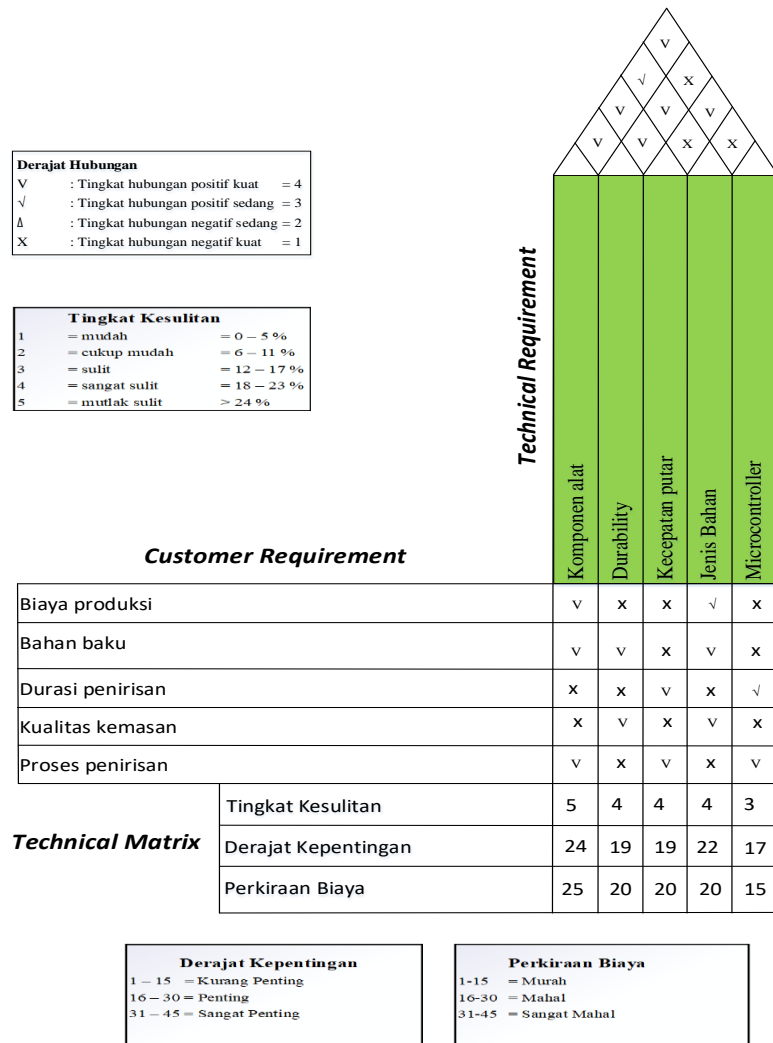 V
√ X
V V V
V V X X
Derajat Hubungan
V : Tingkat hubungan positif kuat = 4
√ : Tingkat hubungan positif sedang = 3
Δ : Tingkat hubungan negatif sedang = 2
X : Tingkat hubungan negatif kuat = 1
Tingkat Kesulitan
1 = mudah = 0 – 5 %
2 = cukup mudah = 6 – 11 %
3 = sulit = 12 – 17 %
4 = sangat sulit = 18 – 23 %
5 = mutlak sulit > 24 %
Technical Requirement
Komponen alat
Durability
Kecepatan putar
Jenis Bahan
Microcontroller
Customer Requirement
Biaya produksi V x x √ x
Bahan baku V V x V x
Durasi penirisan x x V x √
Kualitas kemasan x V x V x
Proses penirisan V x V x V
Technical Matrix
Tingkat Kesulitan 5 4 4 4 3
Derajat Kepentingan 24 19 19 22 17
Perkiraan Biaya 25 20 20 20 15
Derajat Kepentingan
1 – 15 = Kurang Penting
16 – 30 = Penting
31 – 45 = Sangat Penting
Perkiraan Biaya
1-15 = Murah
16-30 = Mahal
31-45 = Sangat Mahal